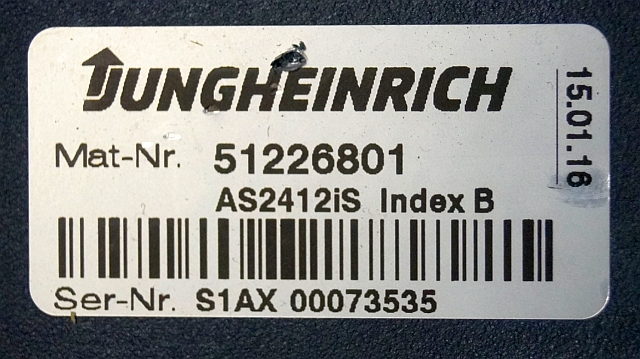 JUNGHEINRICH
15.01.16
Mat-Nr. 51226801
AS2412iS Index B
Ser-Nr. S1AX 00073535